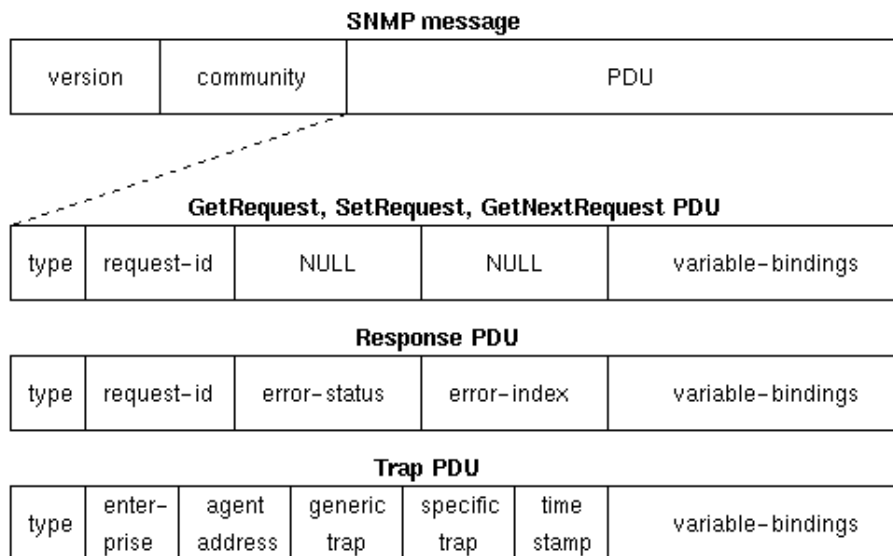 SNMP message
version community PDU
GetRequest, SetRequest, GetNextRequest PDU
type request-id NULL NULL variable-bindings
Response PDU
type request-id error-status error-index variable-bindings
Trap PDU
type enter- agent generic specific time variable-bindings
prise address trap trap stamp